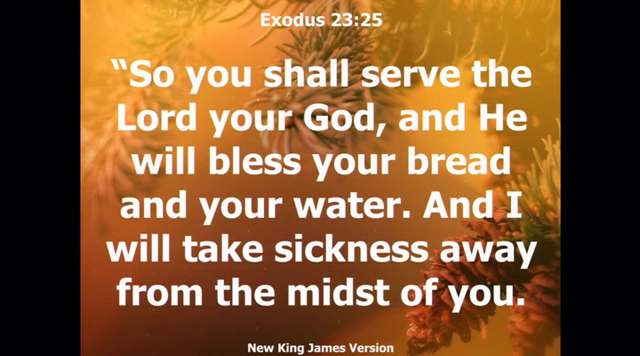 Exodus 23:25
“So you shall serve the
Lord your God, and He
will bless your bread
and your water. And I
will take sickness away
from the midst of you.
New King James Version